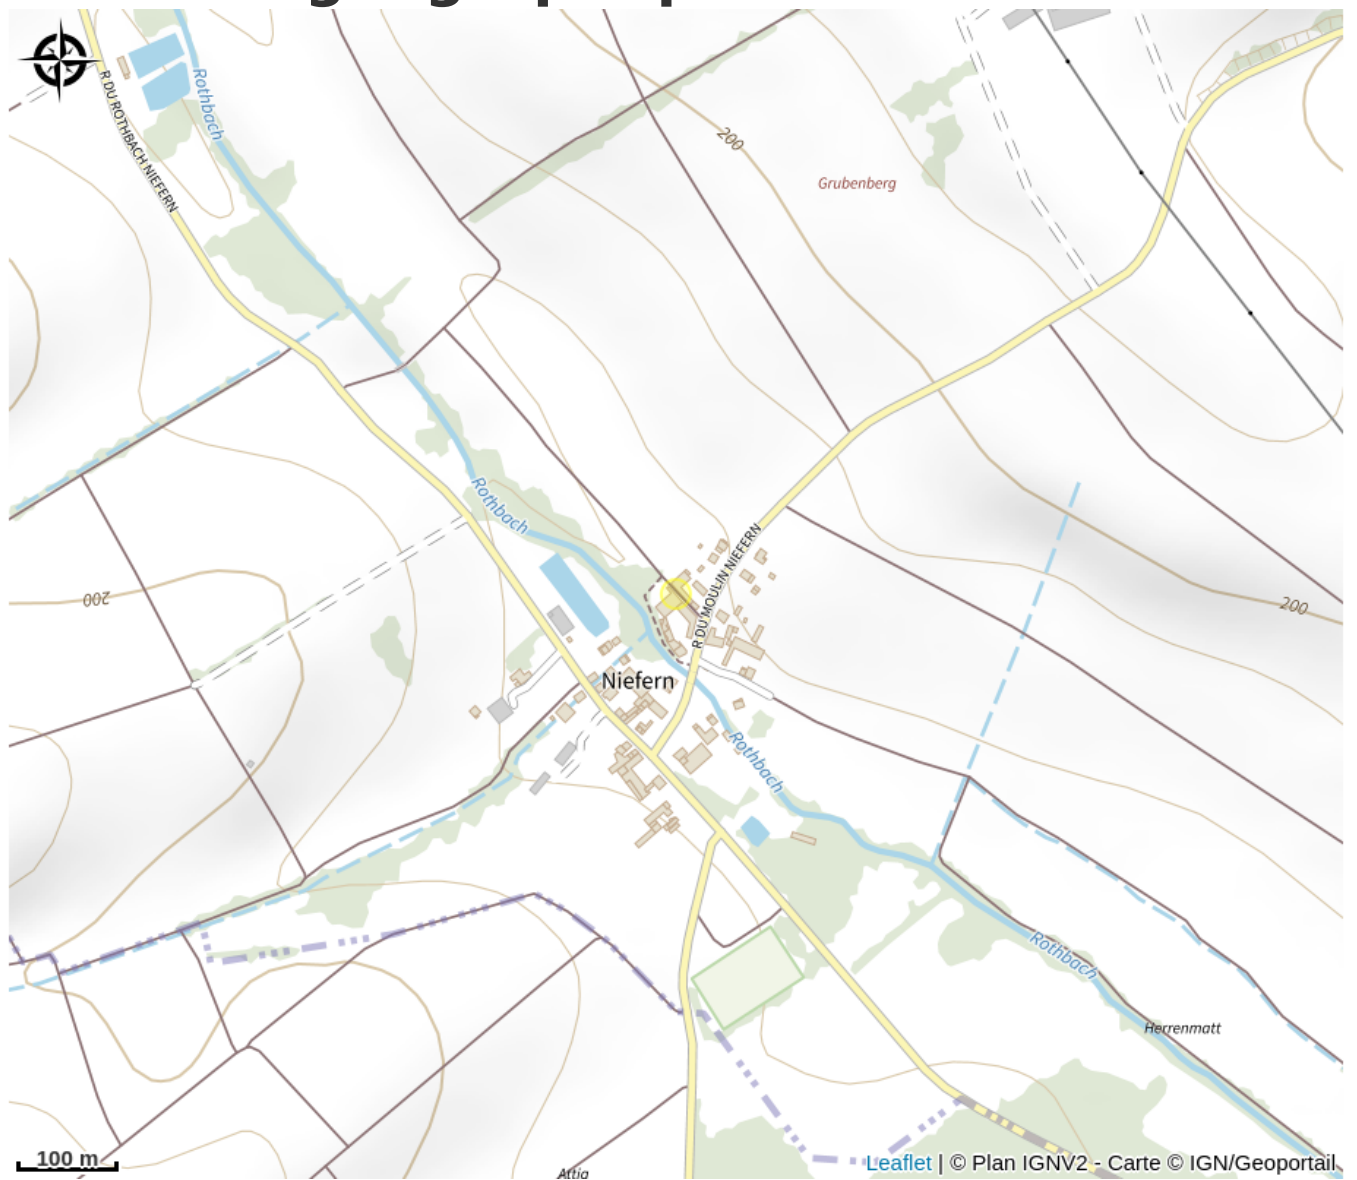 Rothbach
R DU ROTHBACH NIEFERN
200
Grubenberg
Rothbach
R DU MOULIN NIEFERN
200
200
Niefern
Rothbach
Rothbach
Herrenmatt
100 m
Attig
Leaflet | © Plan IGNV2 - Carte © IGN/Geoportail